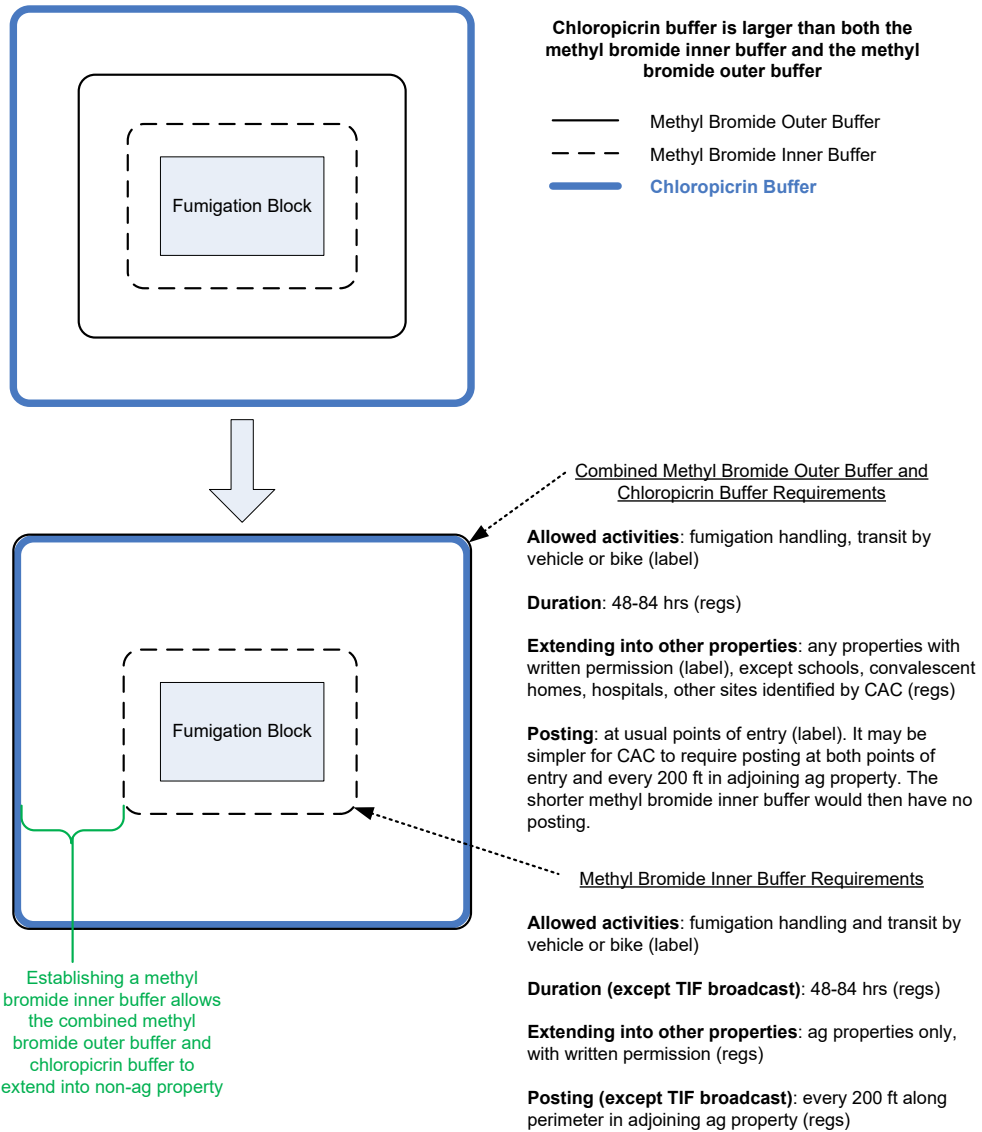 Chloropicrin buffer is larger than both the
methyl bromide inner buffer and the methyl
bromide outer buffer
Methyl Bromide Outer Buffer
Methyl Bromide Inner Buffer
Chloropicrin Buffer
Fumigation Block
Combined Methyl Bromide Outer Buffer and
Chloropicrin Buffer Requirements
Allowed activities: fumigation handling, transit by
vehicle or bike (label)
Duration: 48-84 hrs (regs)
Extending into other properties: any properties with
written permission (label), except schools, convalescent
homes, hospitals, other sites identified by CAC (regs)
Posting: at usual points of entry (label). It may be
simpler for CAC to require posting at both points of
entry and every 200 ft in adjoining ag property. The
shorter methyl bromide inner buffer would then have no
posting.
Fumigation Block
Methyl Bromide Inner Buffer Requirements
Allowed activities: fumigation handling and transit by
vehicle or bike (label)
Duration (except TIF broadcast): 48-84 hrs (regs)
Extending into other properties: ag properties only,
with written permission (regs)
Posting (except TIF broadcast): every 200 ft along
perimeter in adjoining ag property (regs)
Establishing a methyl
bromide inner buffer allows
the combined methyl
bromide outer buffer and
chloropicrin buffer to
extend into non-ag property